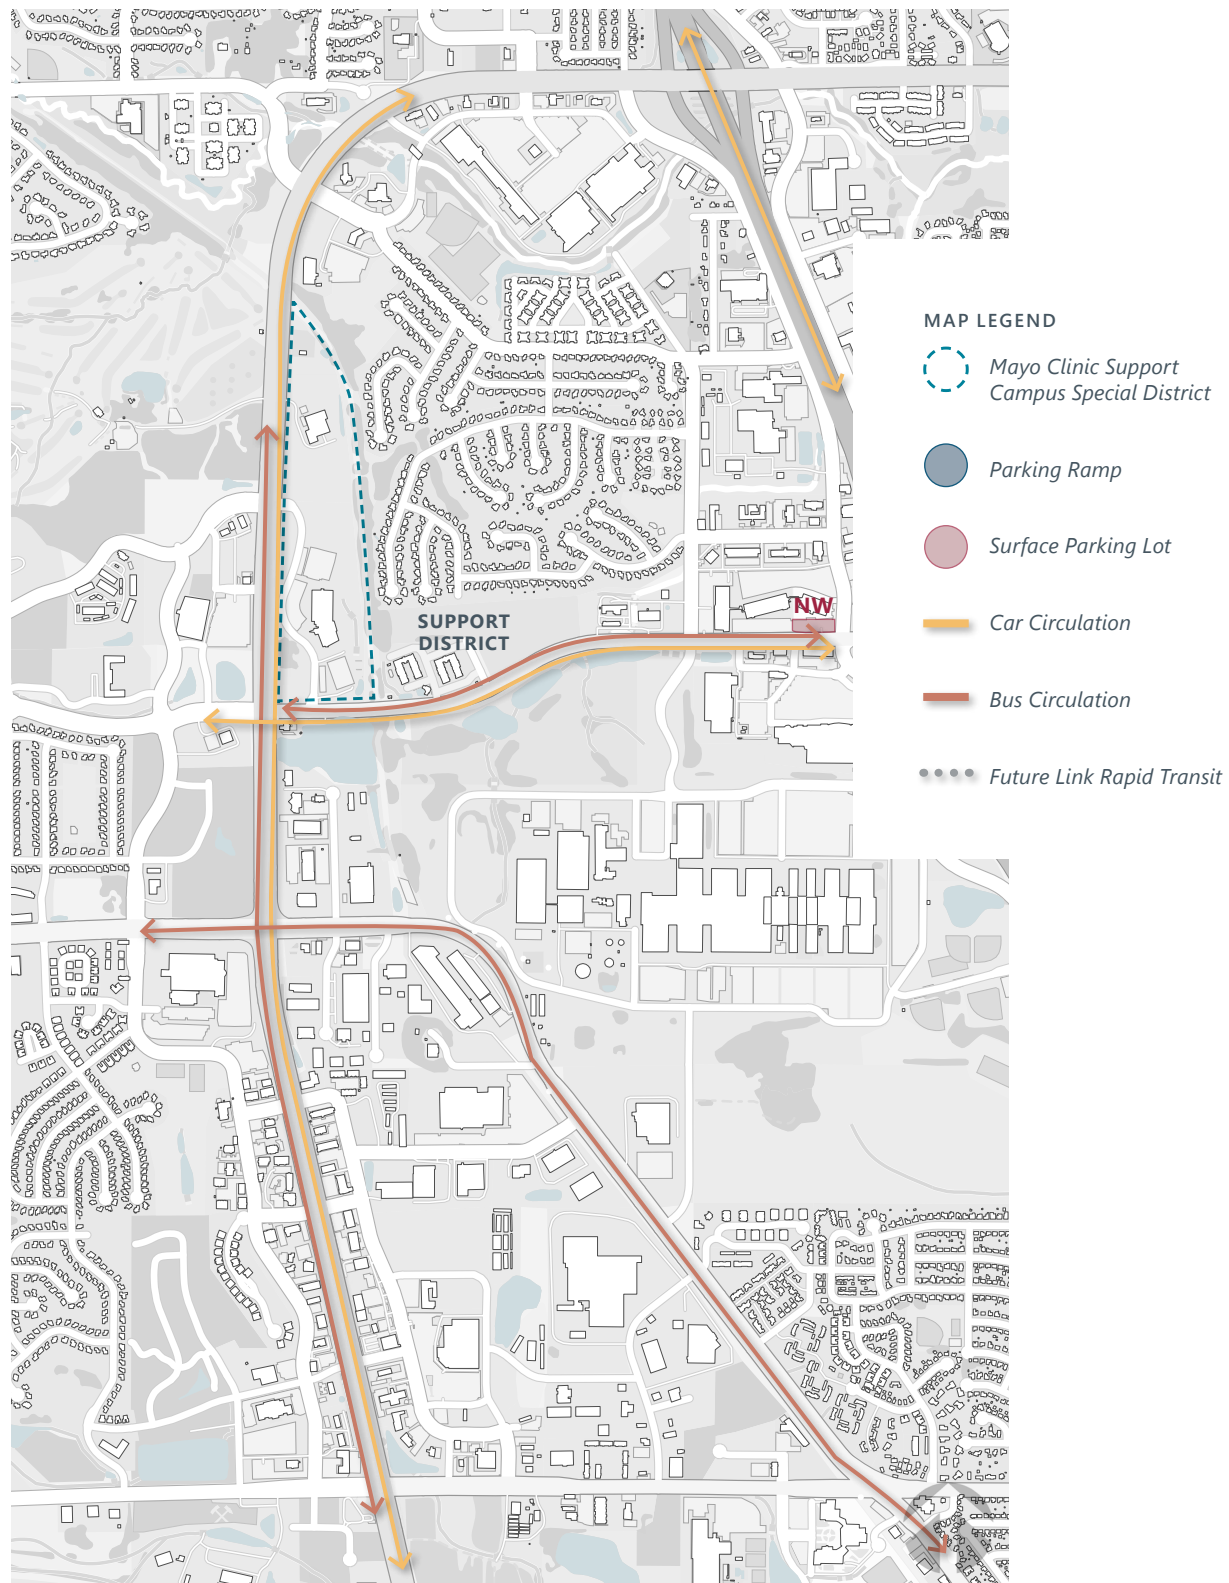 MAP LEGEND
Mayo Clinic Support
Campus Special District
Parking Ramp
Surface Parking Lot
NW
SUPPORT
DISTRICT
Car Circulation
Bus Circulation
Future Link Rapid Transit